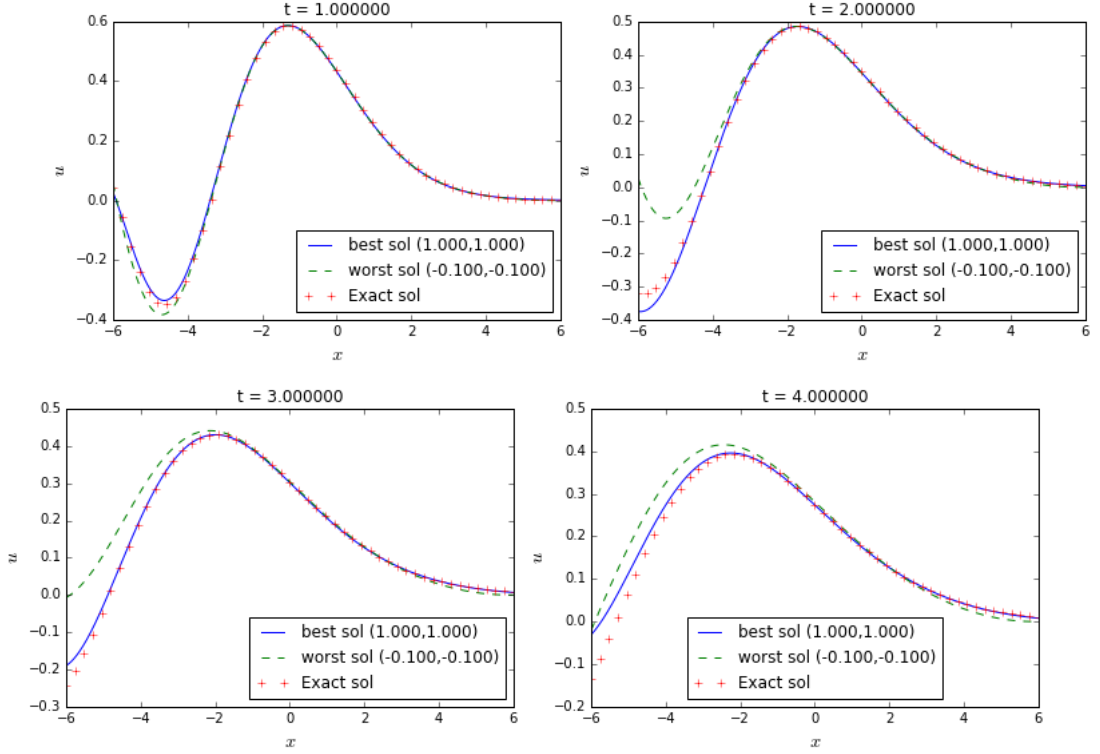 t = 1.000000
0.6
0.4
0.2
0.0
−0.2
−0.4
u
−6 −4 −2 0 2 4 6
x
best sol (1.000,1.000)
worst sol (-0.100,-0.100)
Exact sol
t = 2.000000
0.5
0.4
0.3
0.2
0.1
0.0
−0.1
−0.2
−0.3
−0.4
u
−6 −4 −2 0 2 4 6
x
best sol (1.000,1.000)
worst sol (-0.100,-0.100)
Exact sol
t = 3.000000
0.5
0.4
0.3
0.2
0.1
0.0
−0.1
−0.2
−0.3
u
−6 −4 −2 0 2 4 6
x
best sol (1.000,1.000)
worst sol (-0.100,-0.100)
Exact sol
t = 4.000000
0.5
0.4
0.3
0.2
0.1
0.0
−0.1
−0.2
u
−6 −4 −2 0 2 4 6
x
best sol (1.000,1.000)
worst sol (-0.100,-0.100)
Exact sol